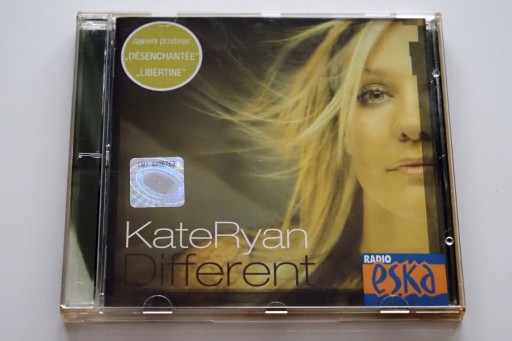 zawiera przeboje:
„DÉSENCHANTÉE"
„LIBERTINE"
KateRyan
Different
RADIO
ESKA